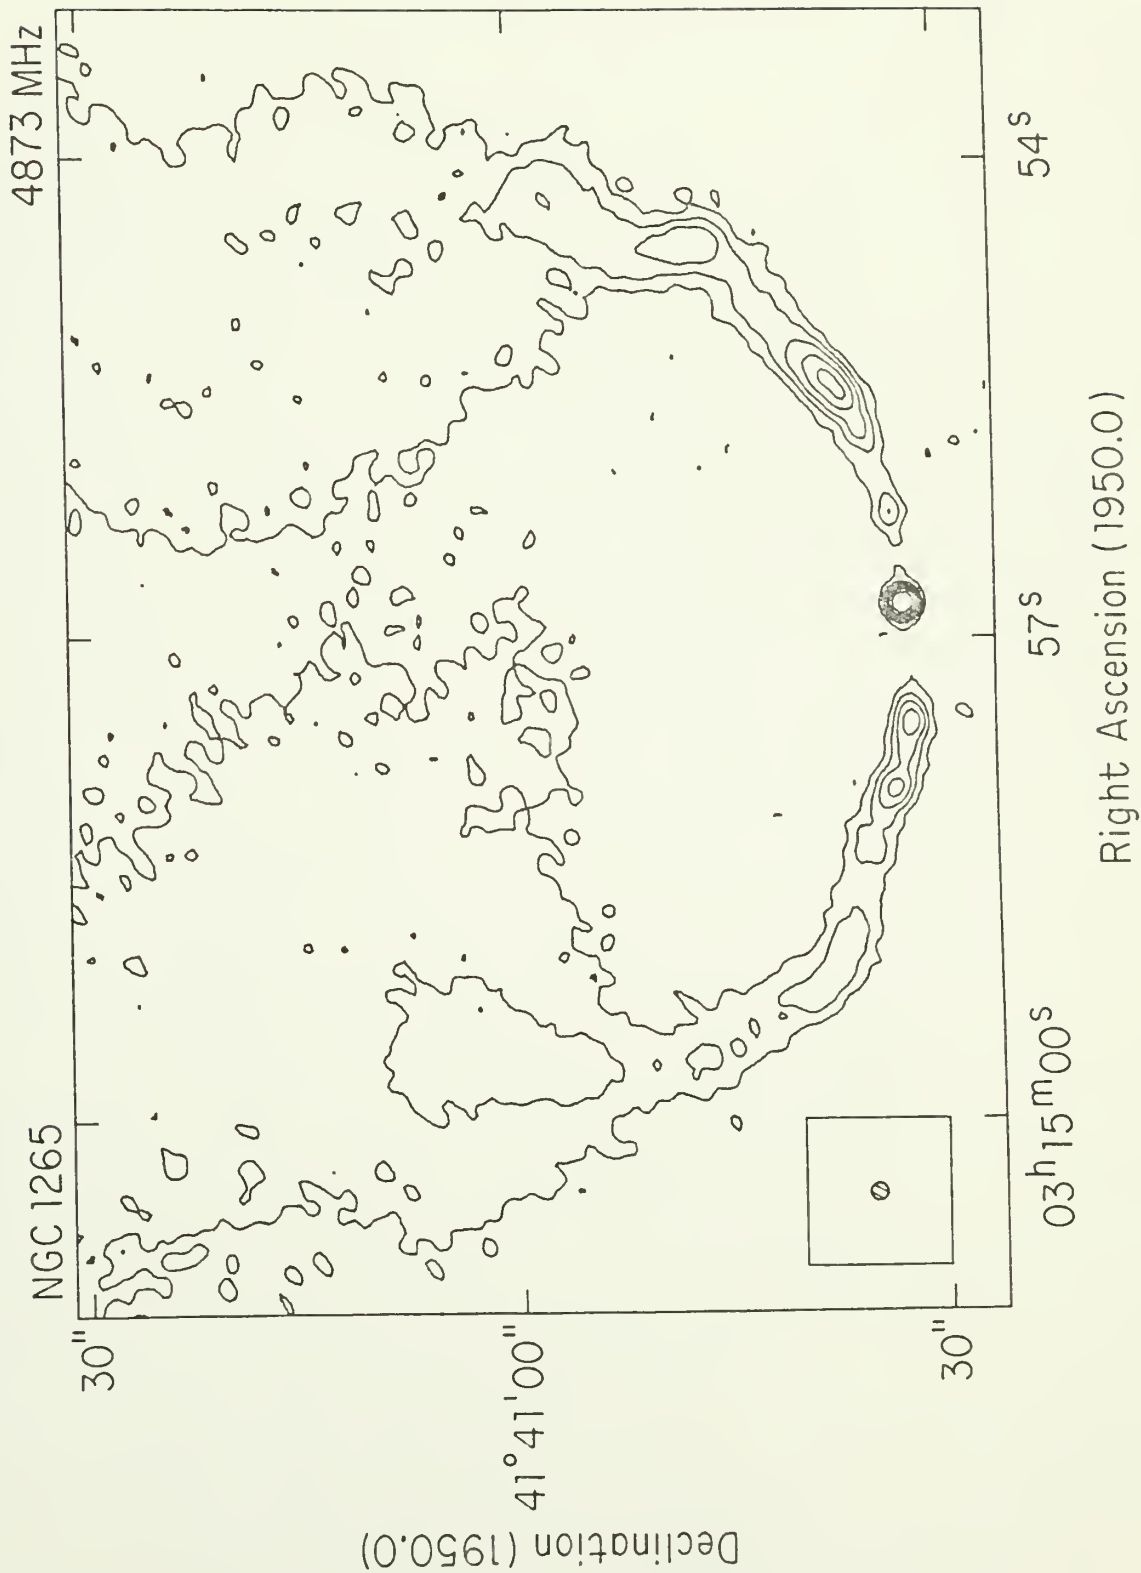 NGC 1265
4873 MHz
30"
41°41'00"
30"
Declination (1950.0)
03ʰ15ᵐ00ˢ
57ˢ
54ˢ
Right Ascension (1950.0)